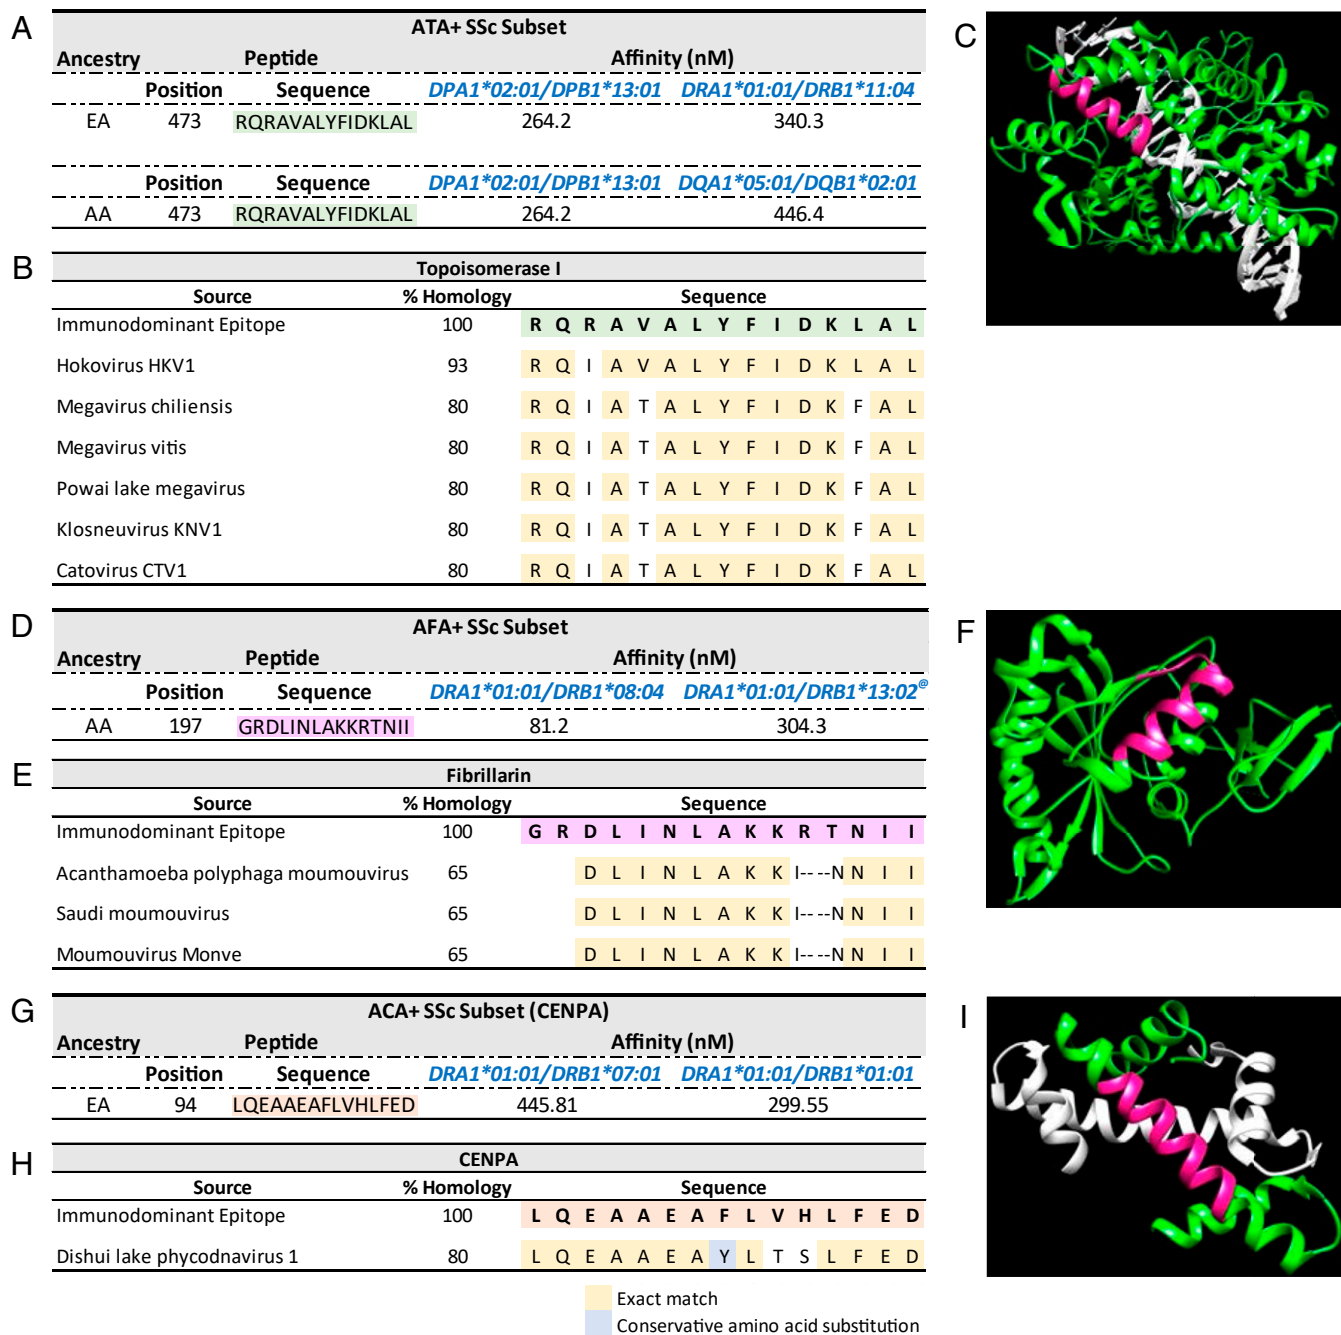 A
ATA+ SSc Subset
Ancestry Peptide Affinity (nM)
Position Sequence DPA1*02:01/DPB1*13:01 DRA1*01:01/DRB1*11:04
EA 473 RQRAVALYFIDKLAL 264.2 340.3
Position Sequence DPA1*02:01/DPB1*13:01 DQA1*05:01/DQB1*02:01
AA 473 RQRAVALYFIDKLAL 264.2 446.4
B
Topoisomerase I
Source % Homology Sequence
Immunodominant Epitope 100 R Q R A V A L Y F I D K L A L
Hokovirus HKV1 93 R Q I A V A L Y F I D K L A L
Megavirus chiliensis 80 R Q I A T A L Y F I D K F A L
Megavirus vitis 80 R Q I A T A L Y F I D K F A L
Powai lake megavirus 80 R Q I A T A L Y F I D K F A L
Klosneuvirus KNV1 80 R Q I A T A L Y F I D K F A L
Catovirus CTV1 80 R Q I A T A L Y F I D K F A L
C
D
AFA+ SSc Subset
Ancestry Peptide Affinity (nM)
Position Sequence DRA1*01:01/DRB1*08:04 DRA1*01:01/DRB1*13:02@
AA 197 GRDLINLAKKRTNII 81.2 304.3
E
Fibrillarin
Source % Homology Sequence
Immunodominant Epitope 100 G R D L I N L A K K R T N I I
Acanthamoeba polyphaga moumouvirus 65 D L I N L A K K I-- --N N I I
Saudi moumouvirus 65 D L I N L A K K I-- --N N I I
Moumouvirus Monve 65 D L I N L A K K I-- --N N I I
F
G
ACA+ SSc Subset (CENPA)
Ancestry Peptide Affinity (nM)
Position Sequence DRA1*01:01/DRB1*07:01 DRA1*01:01/DRB1*01:01
EA 94 LQEAAEAFLVHLFED 445.81 299.55
H
CENPA
Source % Homology Sequence
Immunodominant Epitope 100 L Q E A A E A F L V H L F E D
Dishui lake phycodnavirus 1 80 L Q E A A E A Y L T S L F E D
I
Exact match
Conservative amino acid substitution